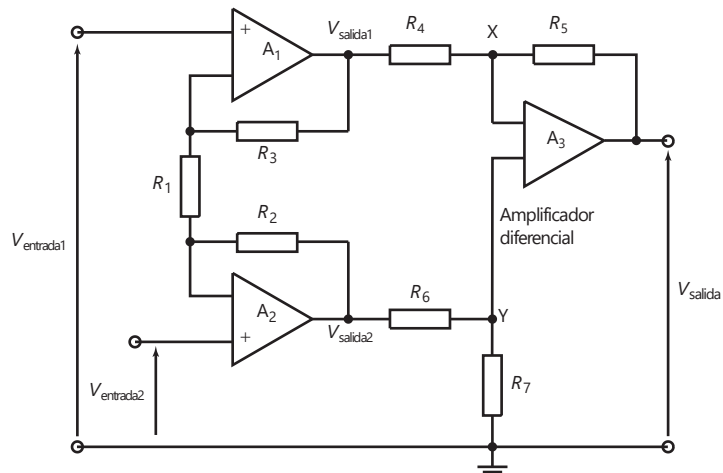 V_salida1
R_4
X
R_5
+
A_1
R_3
A_3
R_1
R_2
Amplificador
diferencial
V_entrada1
V_salida
A_2
R_6
Y
+
V_salida2
V_entrada2
R_7